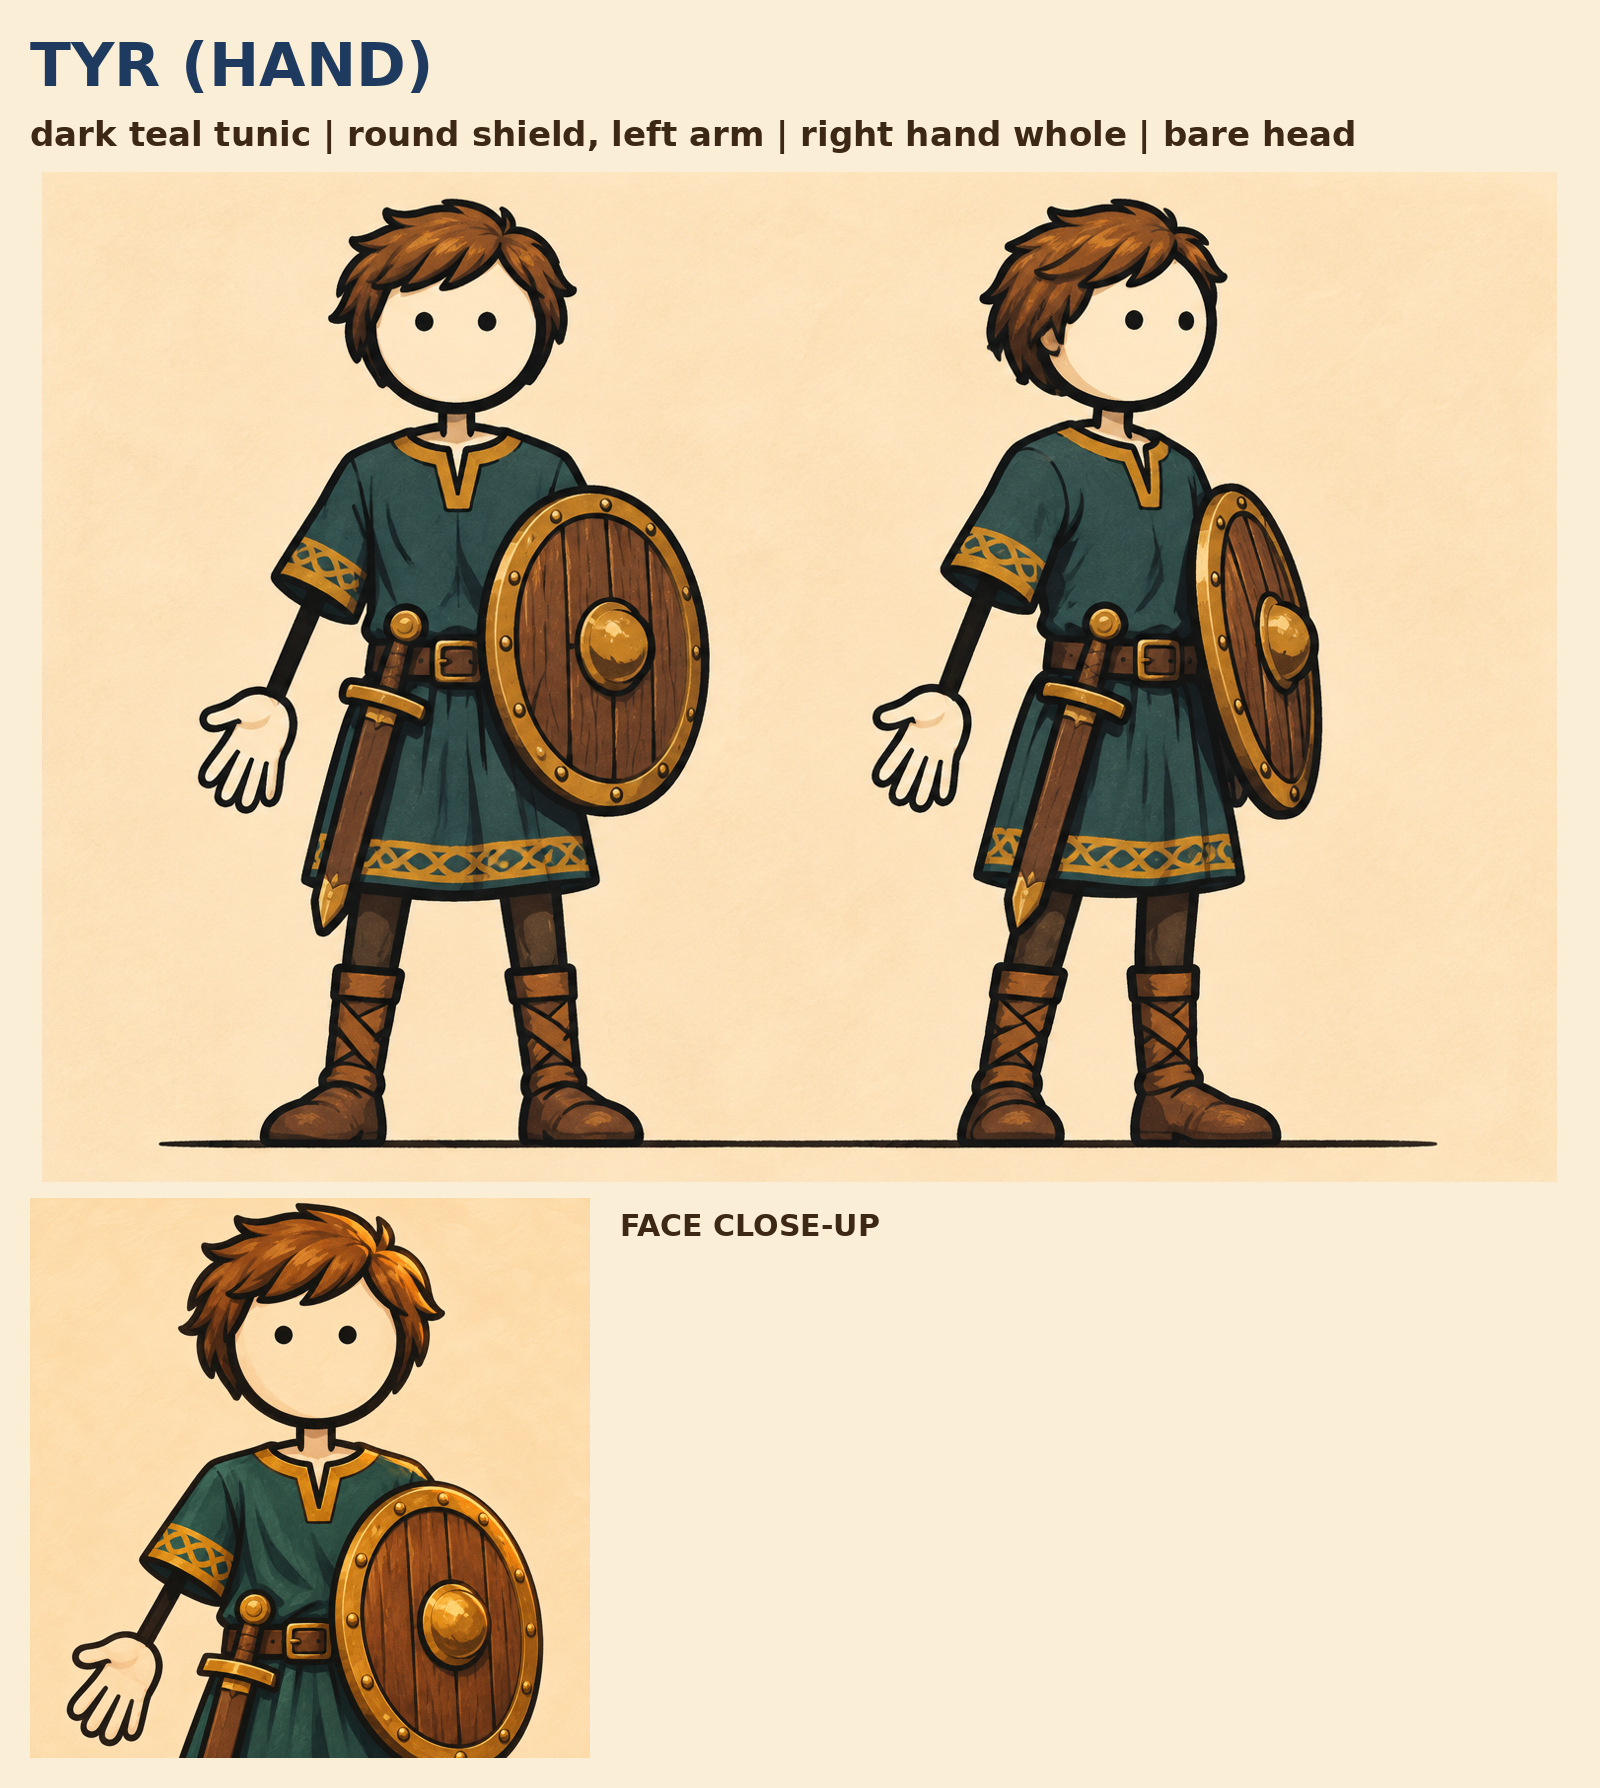 TYR (HAND)
dark teal tunic | round shield, left arm | right hand whole | bare head
FACE CLOSE-UP